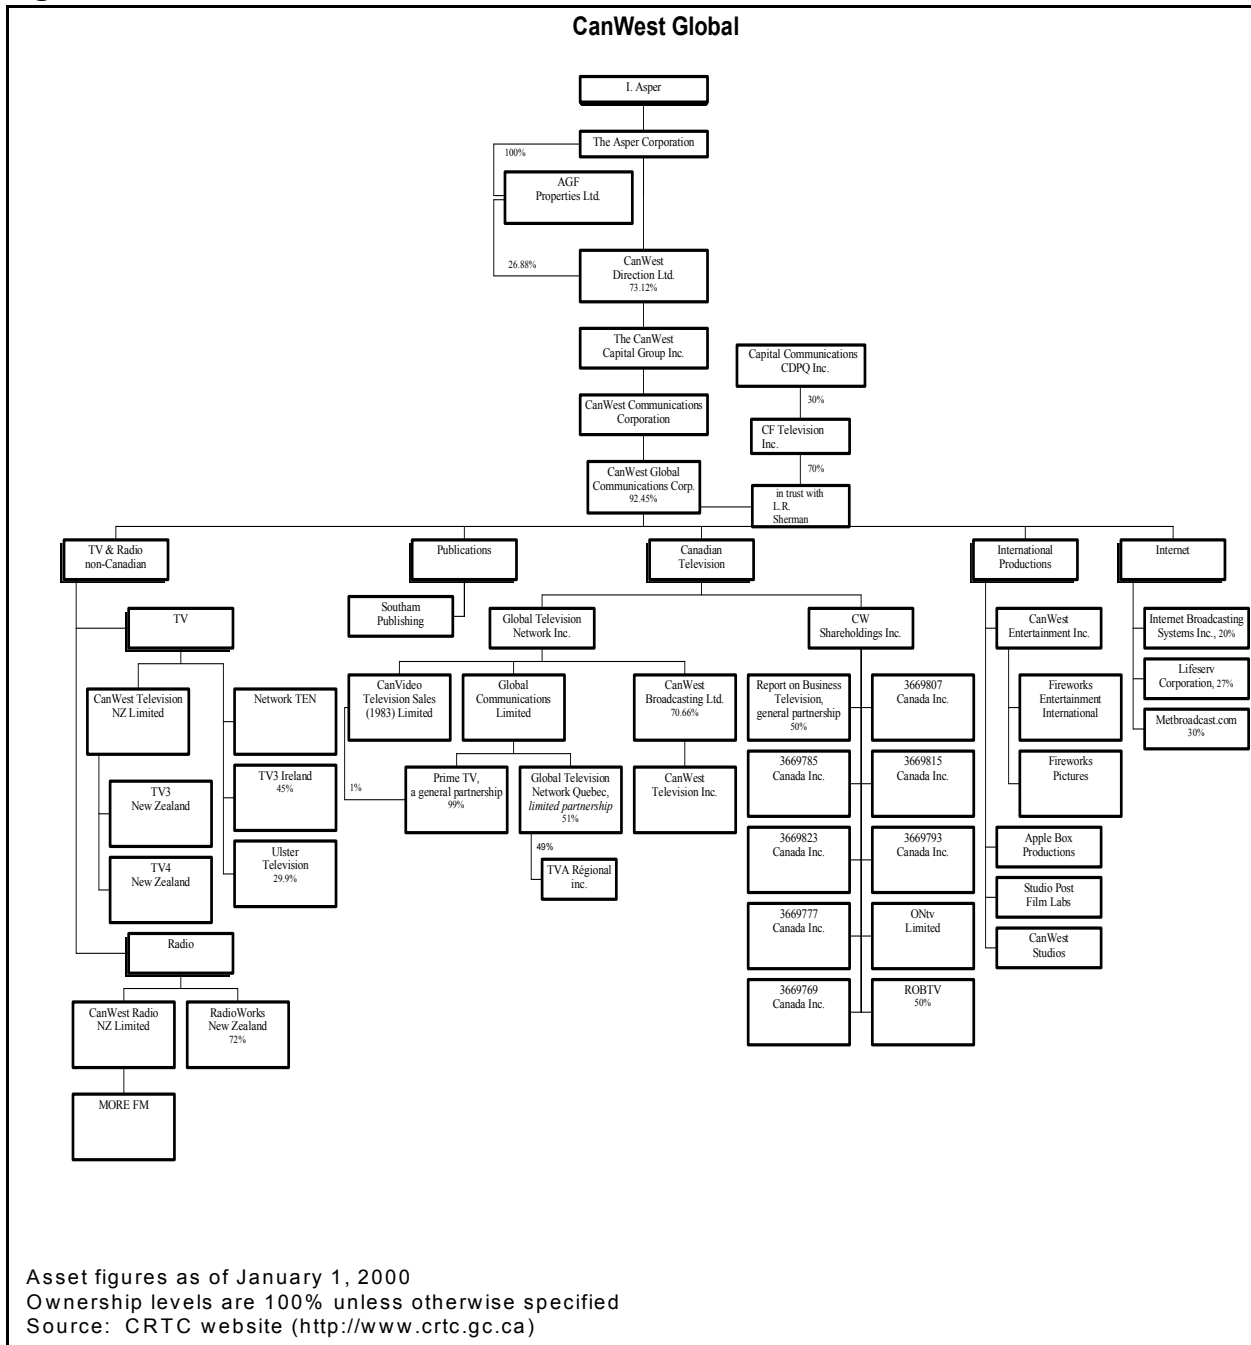 CanWest Global
I. Asper
The Asper Corporation
100%
AGF
Properties Ltd.
26.88%
CanWest
Direction Ltd.
73.12%
The CanWest
Capital Group Inc.
Capital Communications
CDPQ Inc.
30%
CanWest Communications
Corporation
CF Television
Inc.
70%
CanWest Global
Communications Corp.
92.45%
in trust with
L.R.
Sherman
TV & Radio
non-Canadian
Publications
Canadian
Television
International
Productions
Internet
TV
Southam
Publishing
Global Television
Network Inc.
CW
Shareholdings Inc.
CanWest
Entertainment Inc.
Internet Broadcasting
Systems Inc., 20%
Lifeserv
Corporation, 27%
Metbroadcast.com
30%
CanWest Television
NZ Limited
Network TEN
CanVideo
Television Sales
(1983) Limited
Global
Communications
Limited
CanWest
Broadcasting Ltd.
70.66%
Report on Business
Television,
general partnership
50%
3669807
Canada Inc.
Fireworks
Entertainment
International
TV3
New Zealand
TV3 Ireland
45%
1%
Prime TV,
a general partnership
99%
Global Television
Network Quebec,
limited partnership
51%
CanWest
Television Inc.
3669785
Canada Inc.
3669815
Canada Inc.
Fireworks
Pictures
TV4
New Zealand
Ulster
Television
29.9%
49%
TVA Régional
inc.
3669823
Canada Inc.
3669793
Canada Inc.
Apple Box
Productions
Studio Post
Film Labs
Radio
3669777
Canada Inc.
ONtv
Limited
CanWest
Studios
CanWest Radio
NZ Limited
RadioWorks
New Zealand
72%
3669769
Canada Inc.
ROBTV
50%
MORE FM
Asset figures as of January 1, 2000
Ownership levels are 100% unless otherwise specified
Source: CRTC website (http://www.crtc.gc.ca)